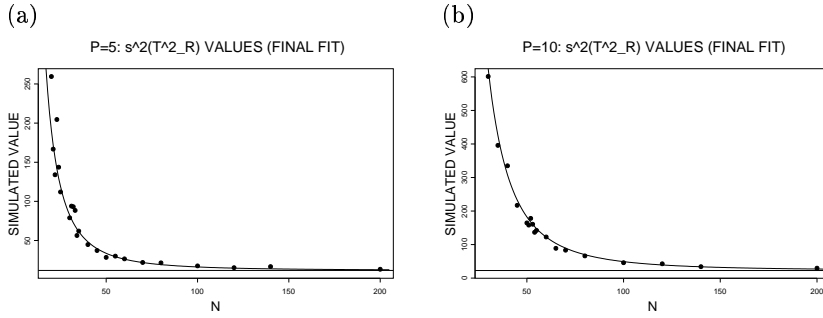 (a)
P=5: s^2(T^2_R) VALUES (FINAL FIT)
SIMULATED VALUE
250
200
150
100
50
50
100
150
200
N
(b)
P=10: s^2(T^2_R) VALUES (FINAL FIT)
SIMULATED VALUE
600
500
400
300
200
100
0
50
100
150
200
N